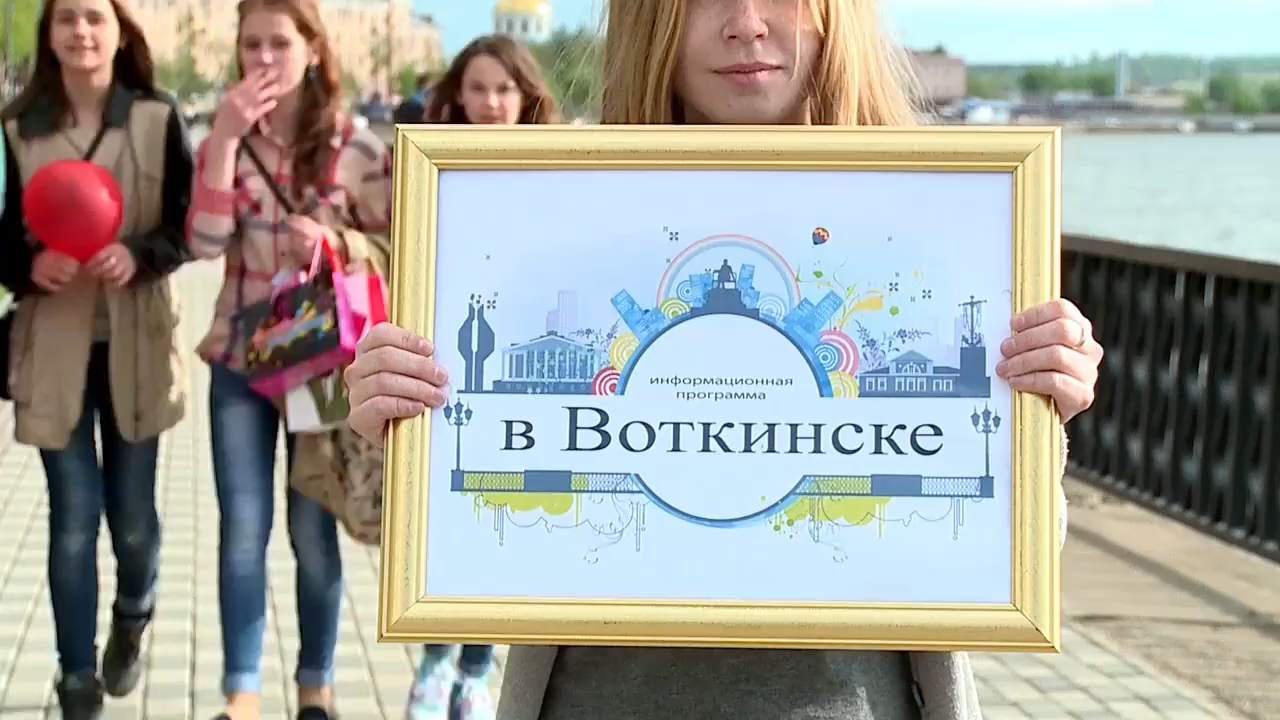 информационная
программа
в Воткинске